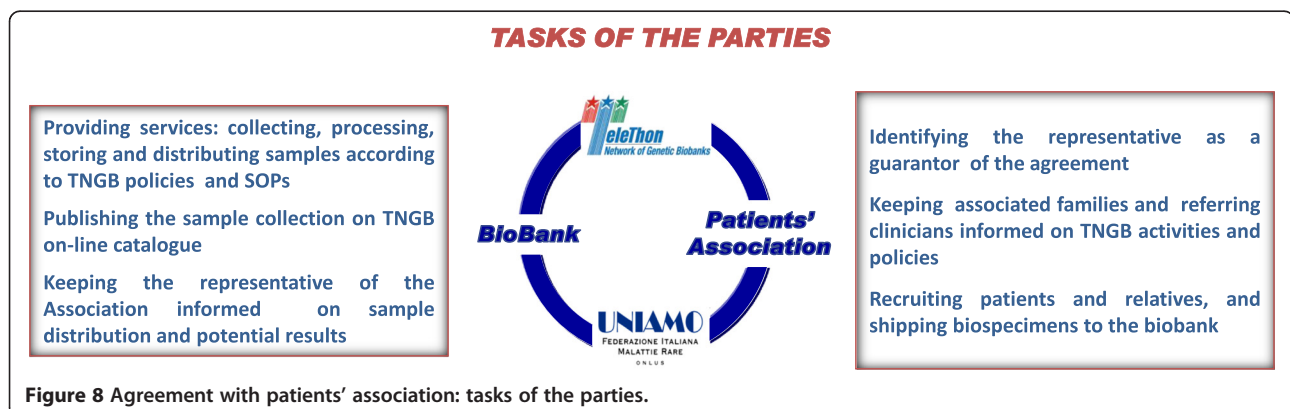 TASKS OF THE PARTIES
Providing services: collecting, processing,
storing and distributing samples according
to TNGB policies and SOPs
Publishing the sample collection on TNGB
on-line catalogue
Keeping the representative of the
Association informed on sample
distribution and potential results
TeleThon
Network of Genetic Biobanks
BioBank
Patients’
Association
UNIAMO
FEDERAZIONE ITALIANA
MALATTIE RARE
ONLUS
Identifying the representative as a
guarantor of the agreement
Keeping associated families and referring
clinicians informed on TNGB activities and
policies
Recruiting patients and relatives, and
shipping biospecimens to the biobank
Figure 8 Agreement with patients’ association: tasks of the parties.